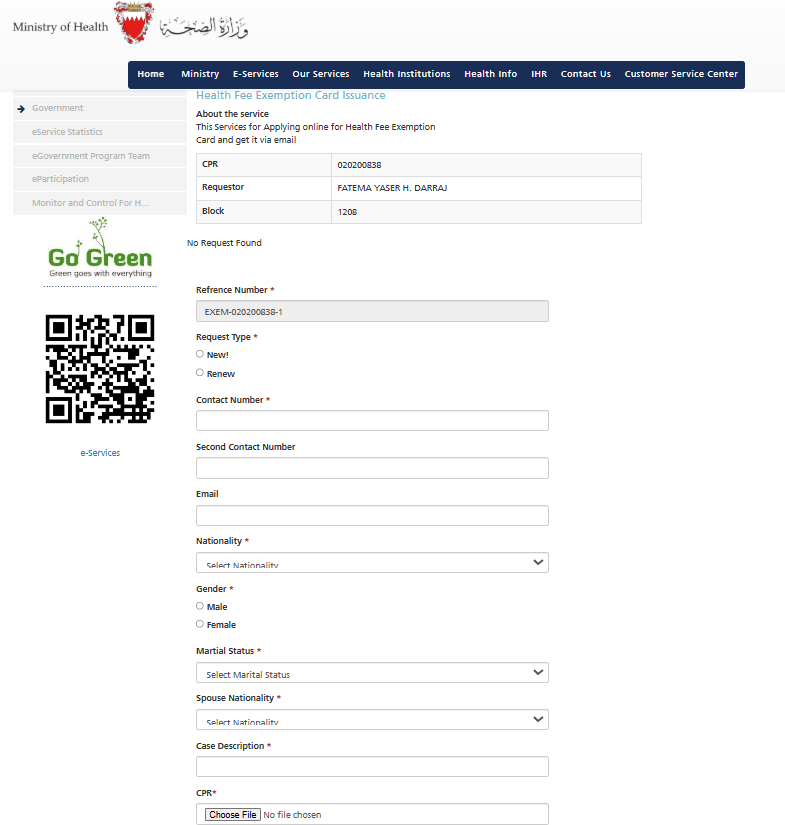 Ministry of Health
وزارة الصحة
Home Ministry E-Services Our Services Health Institutions Health Info IHR Contact Us Customer Service Center
Government
eService Statistics
eGovernment Program Team
eParticipation
Monitor and Control For H...
Go Green
Green goes with everything
e-Services
Health Fee Exemption Card Issuance
About the service
This Services for Applying online for Health Fee Exemption
Card and get it via email
CPR 020200838
Requestor FATEMA YASER H. DARRAJ
Block 1208
No Request Found
Refrence Number *
EXEM-020200838-1
Request Type *
New!
Renew
Contact Number *
Second Contact Number
Email
Nationality *
Select Nationality
Gender *
Male
Female
Martial Status *
Select Marital Status
Spouse Nationality *
Select Nationality
Case Description *
CPR*
Choose File No file chosen